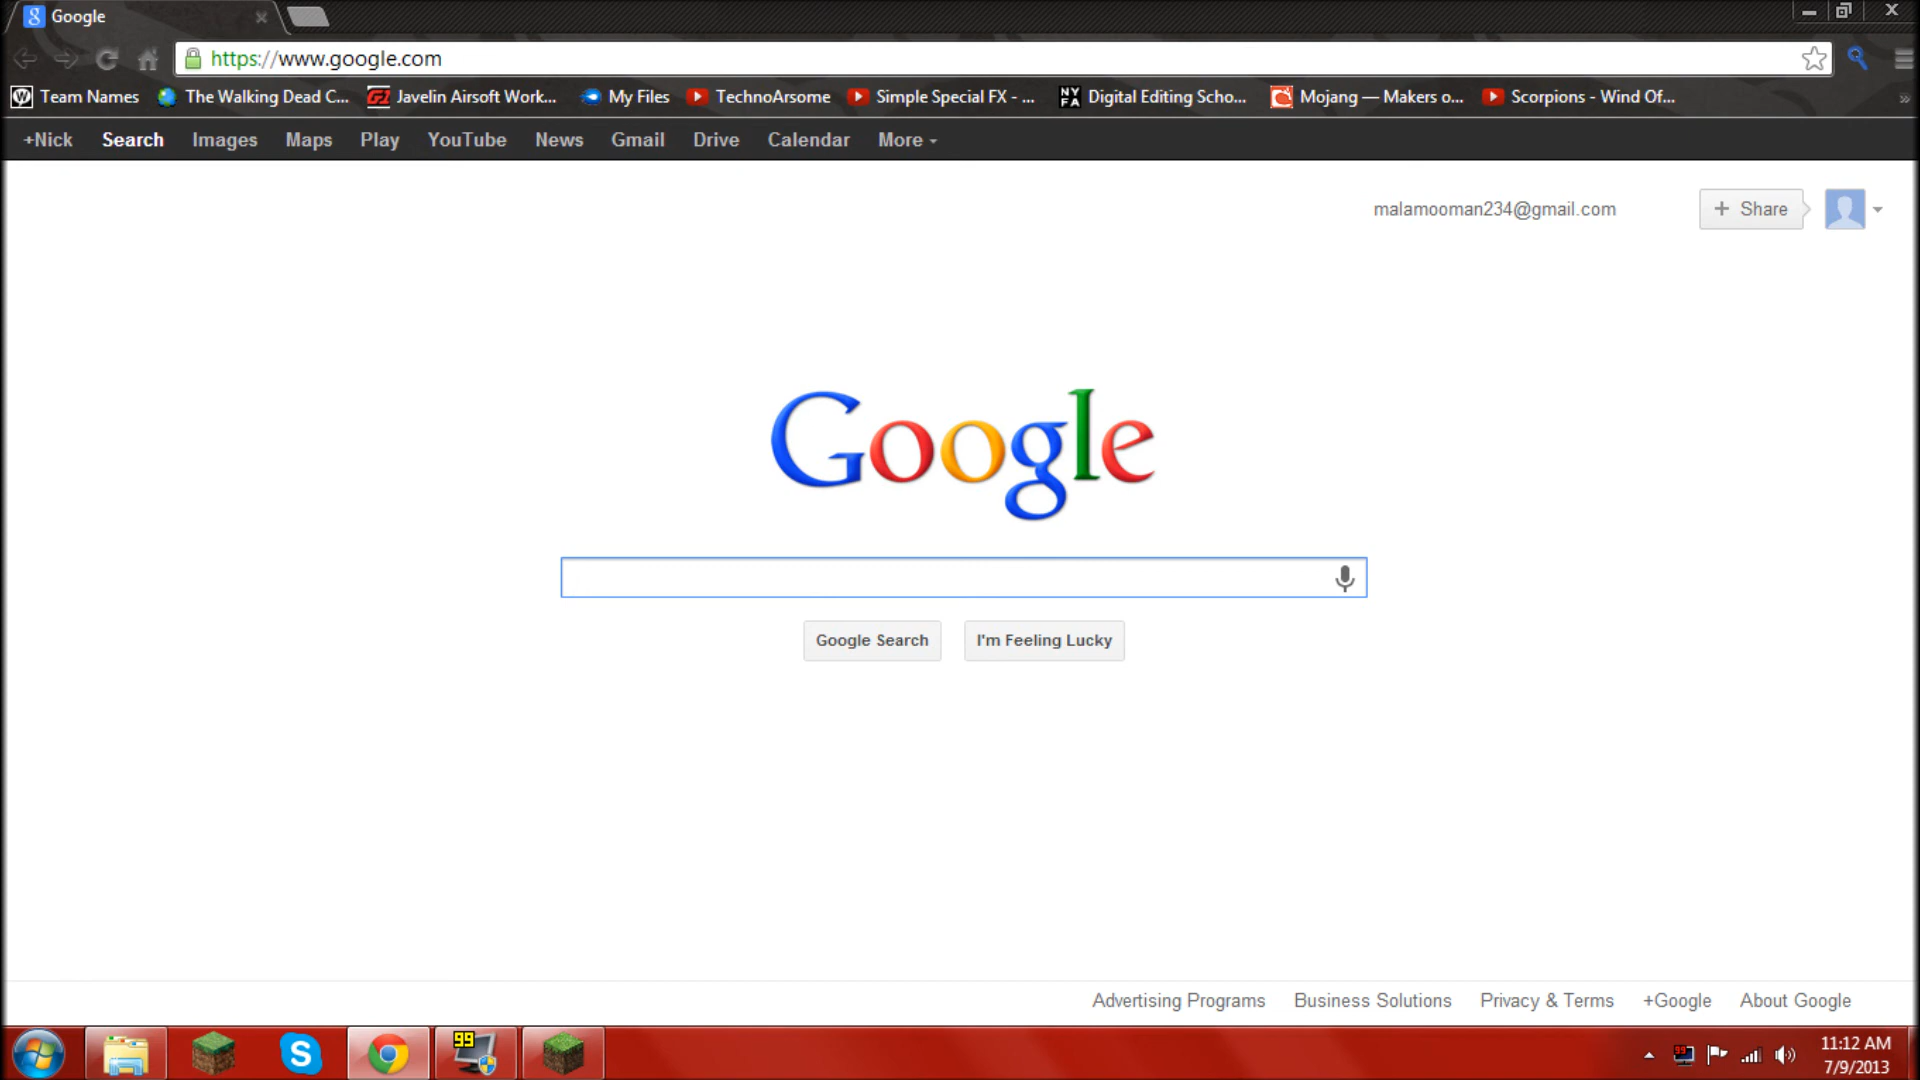 Google
https://www.google.com
Team Names The Walking Dead C... Javelin Airsoft Work... My Files TechnoArsome Simple Special FX - ... NY FA Digital Editing Scho... Mojang — Makers o... Scorpions - Wind Of...
+Nick Search Images Maps Play YouTube News Gmail Drive Calendar More
malamooman234@gmail.com + Share
Google
Google Search I'm Feeling Lucky
Advertising Programs Business Solutions Privacy & Terms +Google About Google
99
11:12 AM
7/9/2013